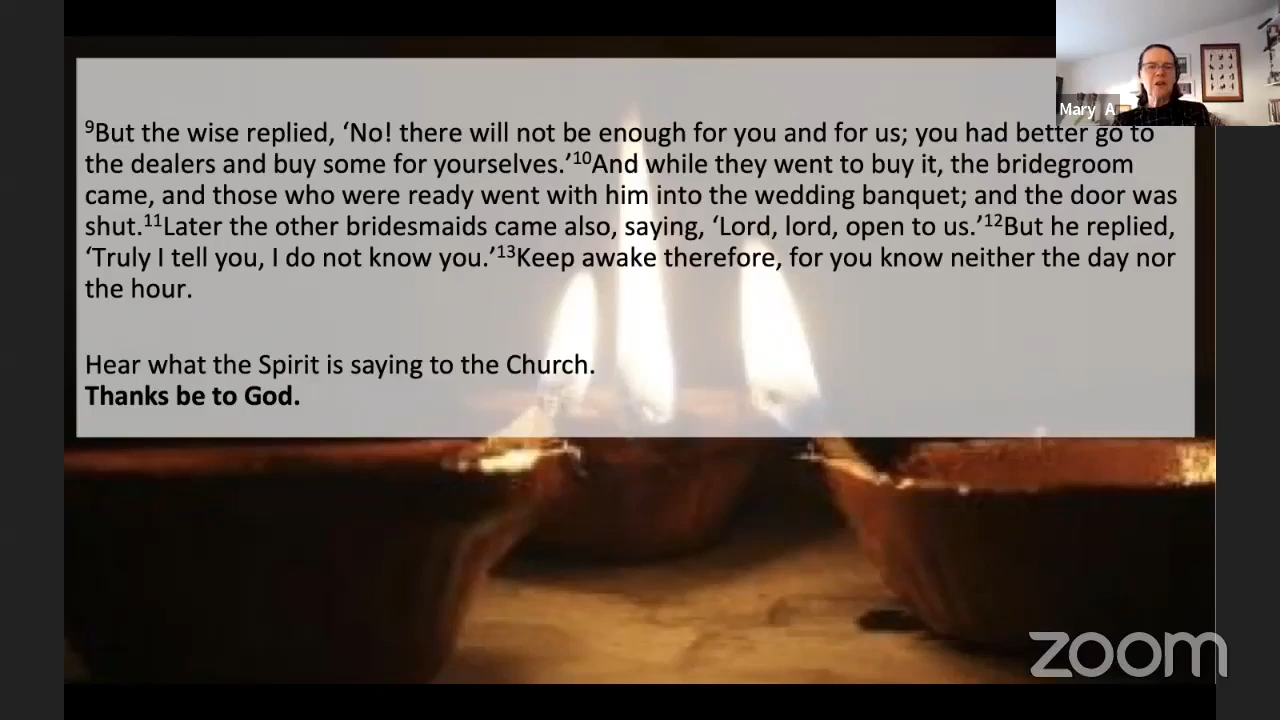 ⁹But the wise replied, ‘No! there will not be enough for you and for us; you had better go to
the dealers and buy some for yourselves.’¹⁰And while they went to buy it, the bridegroom
came, and those who were ready went with him into the wedding banquet; and the door was
shut.¹¹Later the other bridesmaids came also, saying, ‘Lord, lord, open to us.’¹²But he replied,
‘Truly I tell you, I do not know you.’¹³Keep awake therefore, for you know neither the day nor
the hour.
Hear what the Spirit is saying to the Church.
Thanks be to God.
Mary A
zoom